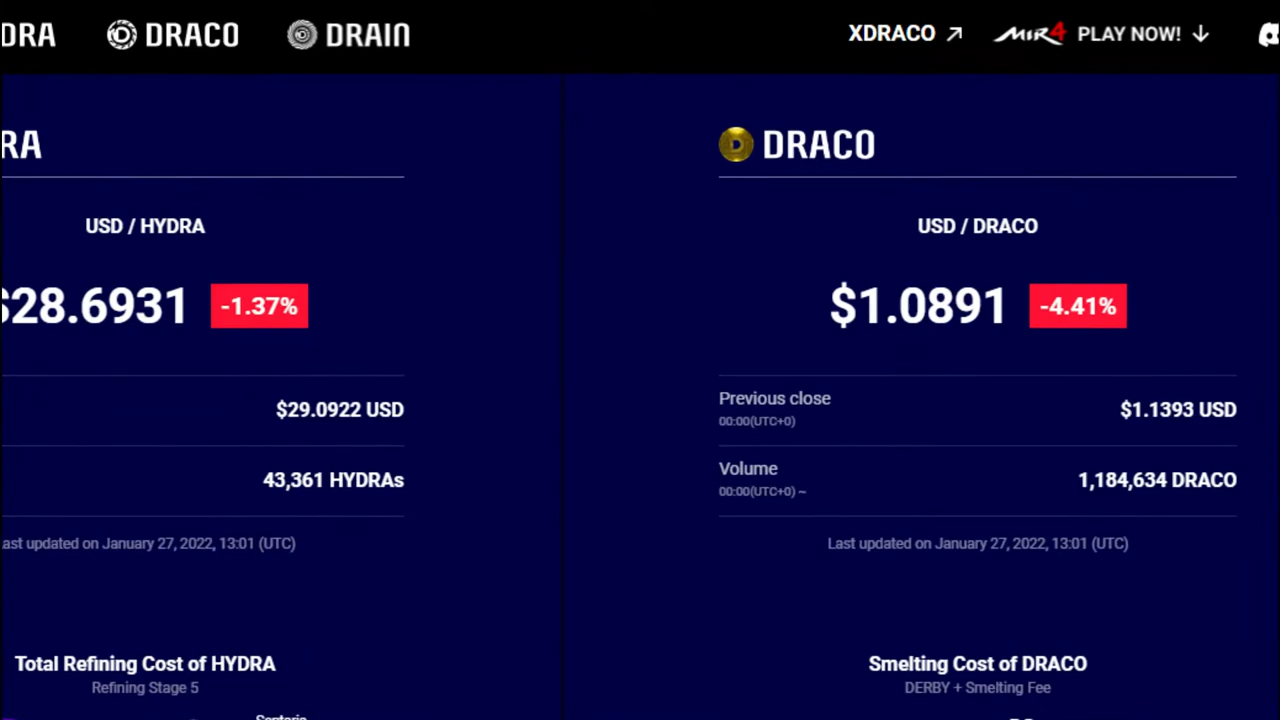 DRA DRACO DRAIN XDRACO MIR4 PLAY NOW!
RA
USD / HYDRA
$28.6931 -1.37%
$29.0922 USD
43,361 HYDRAs
ast updated on January 27, 2022, 13:01 (UTC)
Total Refining Cost of HYDRA
Refining Stage 5
DRACO
USD / DRACO
$1.0891 -4.41%
Previous close
00:00(UTC+0)
$1.1393 USD
Volume
00:00(UTC+0) ~
1,184,634 DRACO
Last updated on January 27, 2022, 13:01 (UTC)
Smelting Cost of DRACO
DERBY + Smelting Fee